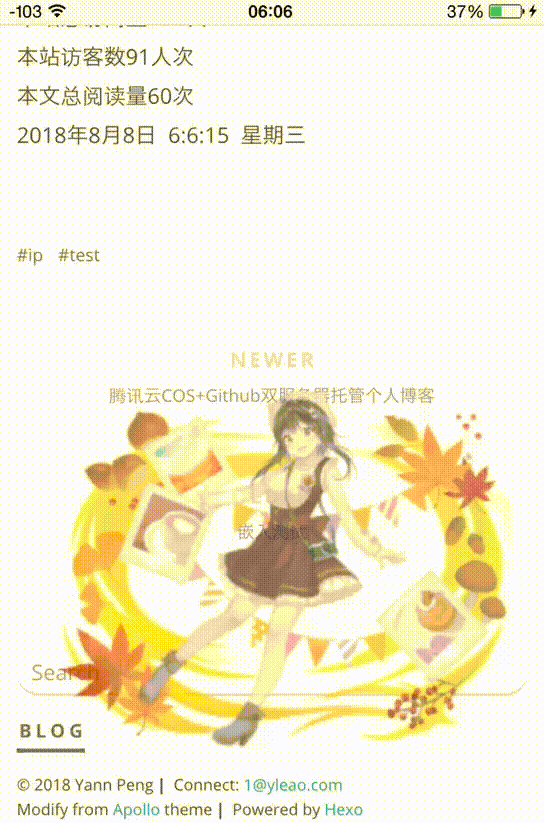 -103 06:06 37%
本站访客数91人次
本文总阅读量60次
2018年8月8日 6:6:15 星期三
#ip #test
NEWER
腾讯云COS+Github双服务器托管个人博客
嵌入测试
Search
BLOG
© 2018 Yann Peng | Connect: 1@yleao.com
Modify from Apollo theme | Powered by Hexo